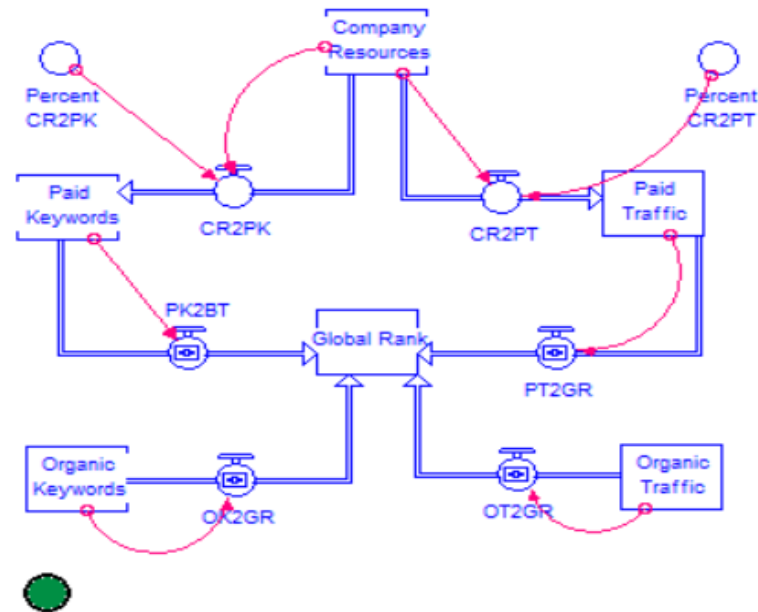 Company
Resources
Percent
CR2PK
Percent
CR2PT
Paid
Keywords
CR2PK
CR2PT
Paid
Traffic
PK2BT
Global Rank
PT2GR
Organic
Keywords
OK2GR
OT2GR
Organic
Traffic